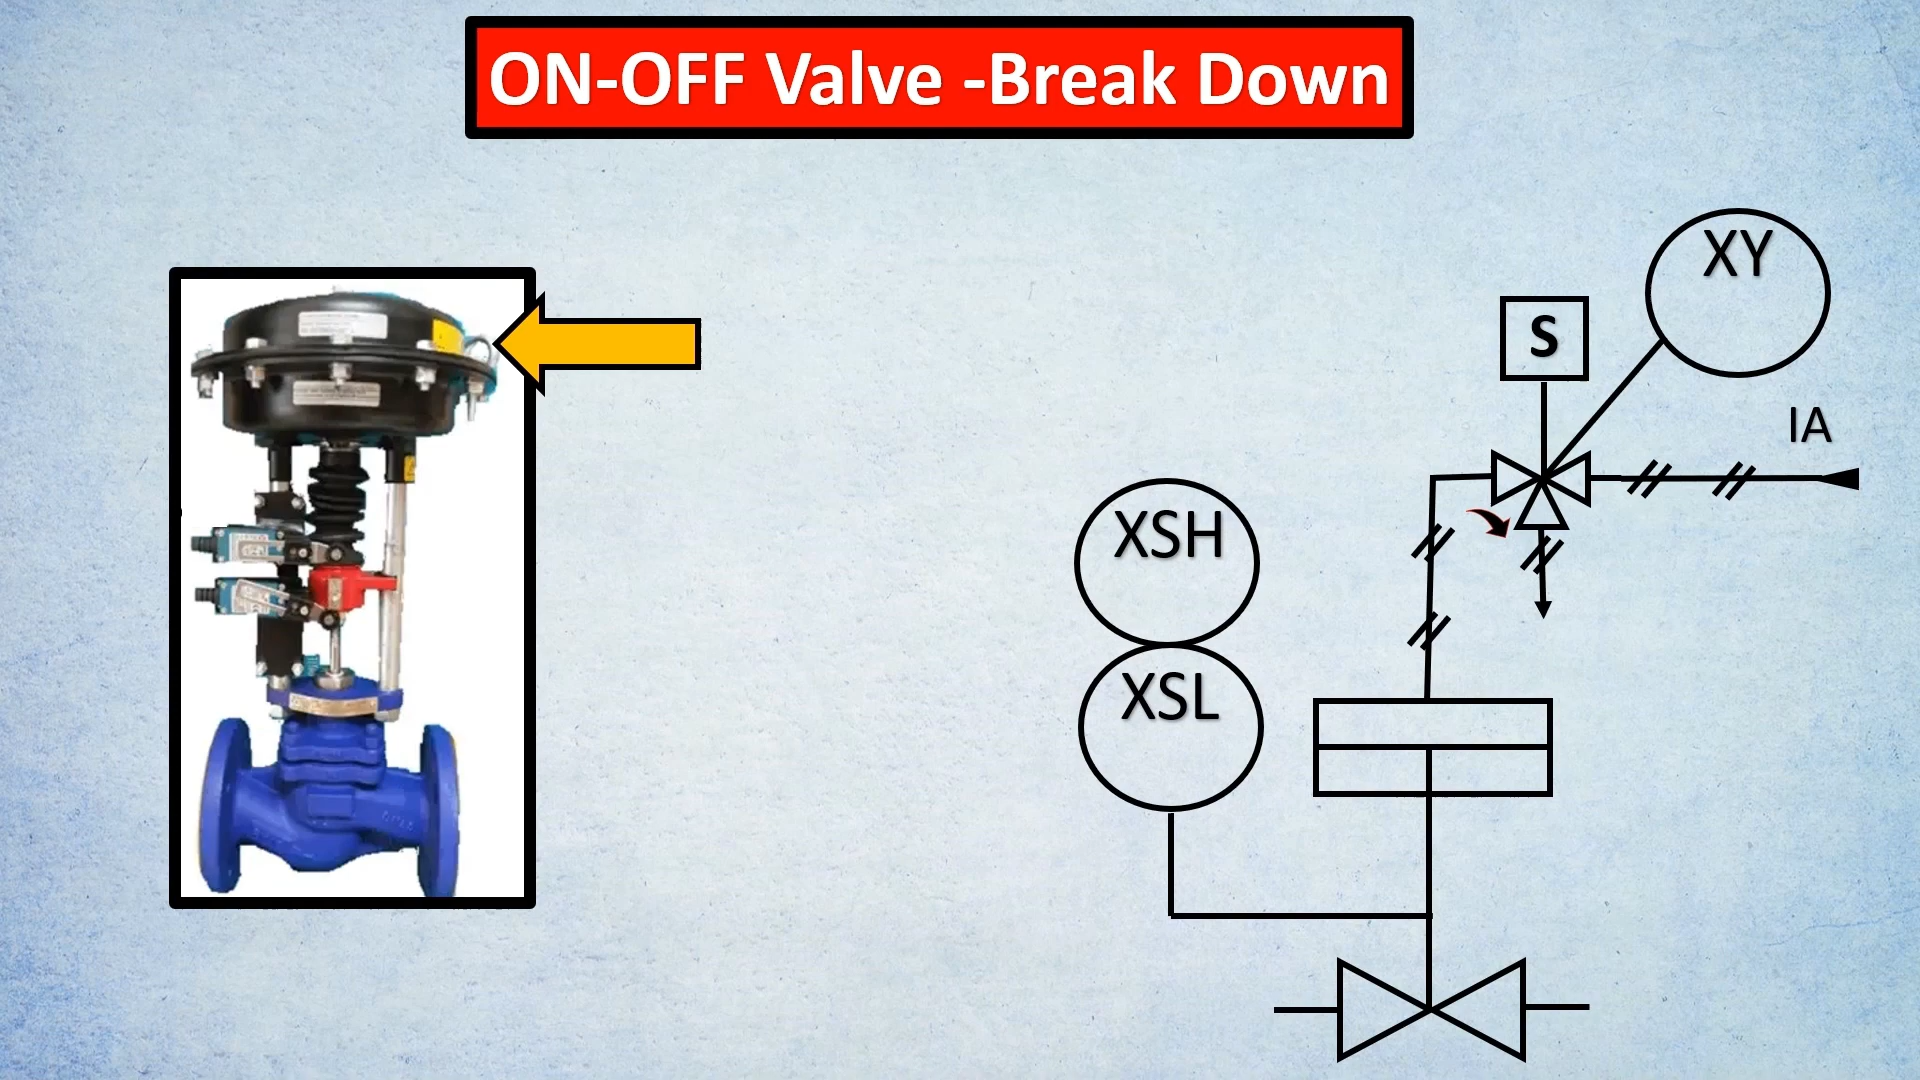 ON-OFF Valve -Break Down
XY
S
IA
XSH
XSL